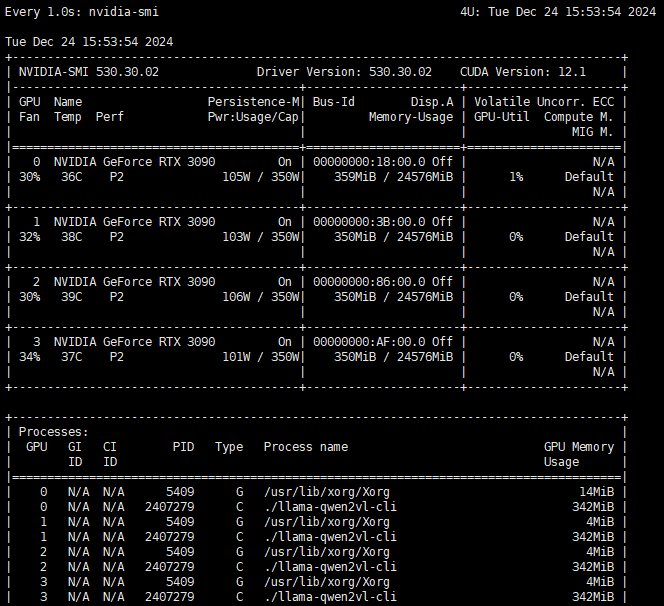 Every 1.0s: nvidia-smi                                           4U: Tue Dec 24 15:53:54 2024

Tue Dec 24 15:53:54 2024
+---------------------------------------------------------------------------------------+
| NVIDIA-SMI 530.30.02              Driver Version: 530.30.02    CUDA Version: 12.1     |
|-----------------------------------------+----------------------+----------------------+
| GPU  Name                  Persistence-M| Bus-Id        Disp.A | Volatile Uncorr. ECC |
| Fan  Temp  Perf            Pwr:Usage/Cap|         Memory-Usage | GPU-Util  Compute M. |
|                                         |                      |               MIG M. |
|=========================================+======================+======================|
|   0  NVIDIA GeForce RTX 3090         On | 00000000:18:00.0 Off |                  N/A |
| 30%   36C    P2              105W / 350W|    359MiB / 24576MiB |      1%      Default |
|                                         |                      |                  N/A |
+-----------------------------------------+----------------------+----------------------+
|   1  NVIDIA GeForce RTX 3090         On | 00000000:3B:00.0 Off |                  N/A |
| 32%   38C    P2              103W / 350W|    350MiB / 24576MiB |      0%      Default |
|                                         |                      |                  N/A |
+-----------------------------------------+----------------------+----------------------+
|   2  NVIDIA GeForce RTX 3090         On | 00000000:86:00.0 Off |                  N/A |
| 30%   39C    P2              106W / 350W|    350MiB / 24576MiB |      0%      Default |
|                                         |                      |                  N/A |
+-----------------------------------------+----------------------+----------------------+
|   3  NVIDIA GeForce RTX 3090         On | 00000000:AF:00.0 Off |                  N/A |
| 34%   37C    P2              101W / 350W|    350MiB / 24576MiB |      0%      Default |
|                                         |                      |                  N/A |
+-----------------------------------------+----------------------+----------------------+

+---------------------------------------------------------------------------------------+
| Processes:                                                                            |
|  GPU   GI   CI        PID   Type   Process name                            GPU Memory |
|        ID   ID                                                             Usage      |
|=======================================================================================|
|    0   N/A  N/A      5409      G   /usr/lib/xorg/Xorg                           14MiB |
|    0   N/A  N/A   2407279      C   ./llama-qwen2vl-cli                         342MiB |
|    1   N/A  N/A      5409      G   /usr/lib/xorg/Xorg                            4MiB |
|    1   N/A  N/A   2407279      C   ./llama-qwen2vl-cli                         342MiB |
|    2   N/A  N/A      5409      G   /usr/lib/xorg/Xorg                            4MiB |
|    2   N/A  N/A   2407279      C   ./llama-qwen2vl-cli                         342MiB |
|    3   N/A  N/A      5409      G   /usr/lib/xorg/Xorg                            4MiB |
|    3   N/A  N/A   2407279      C   ./llama-qwen2vl-cli                         342MiB |